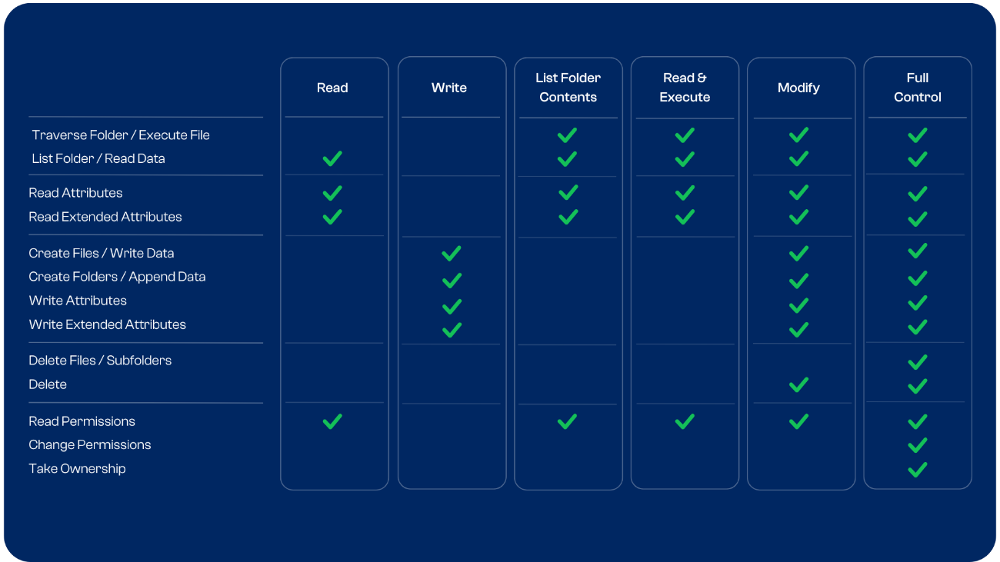 Read
Write
List Folder
Contents
Read &
Execute
Modify
Full
Control
Traverse Folder / Execute File
List Folder / Read Data
Read Attributes
Read Extended Attributes
Create Files / Write Data
Create Folders / Append Data
Write Attributes
Write Extended Attributes
Delete Files / Subfolders
Delete
Read Permissions
Change Permissions
Take Ownership